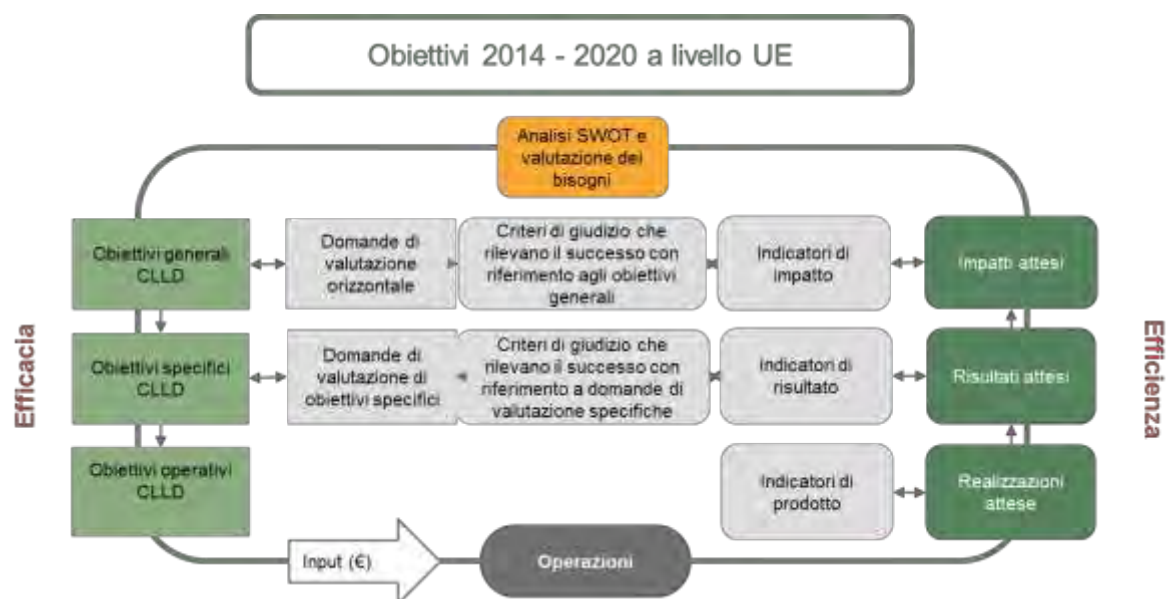 Obiettivi 2014 - 2020 a livello UE
Analisi SWOT e
valutazione dei
bisogni
Obiettivi generali
CLLD
Domande di
valutazione
orizzontale
Criteri di giudizio che
rilevano il successo con
riferimento agli obiettivi
generali
Indicatori di
impatto
Impatti attesi
Obiettivi specifici
CLLD
Domande di
valutazione di
obiettivi specifici
Criteri di giudizio che
rilevano il successo con
riferimento a domande di
valutazione specifiche
Indicatori di
risultato
Risultati attesi
Obiettivi operativi
CLLD
Indicatori di
prodotto
Realizzazioni
attese
Input (€)
Operazioni
Efficacia
Efficienza